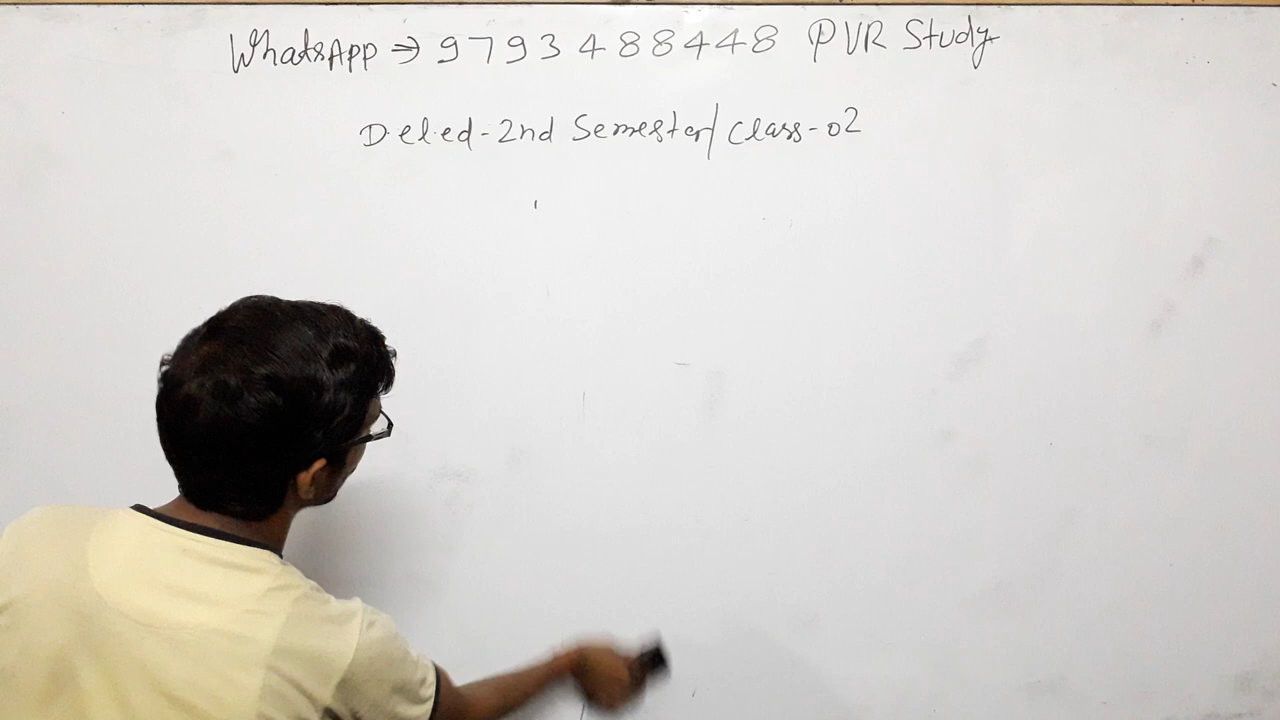 WhatsApp ⇒ 9793488448 PVR Study
D.el.ed-2nd Semester/Class-02